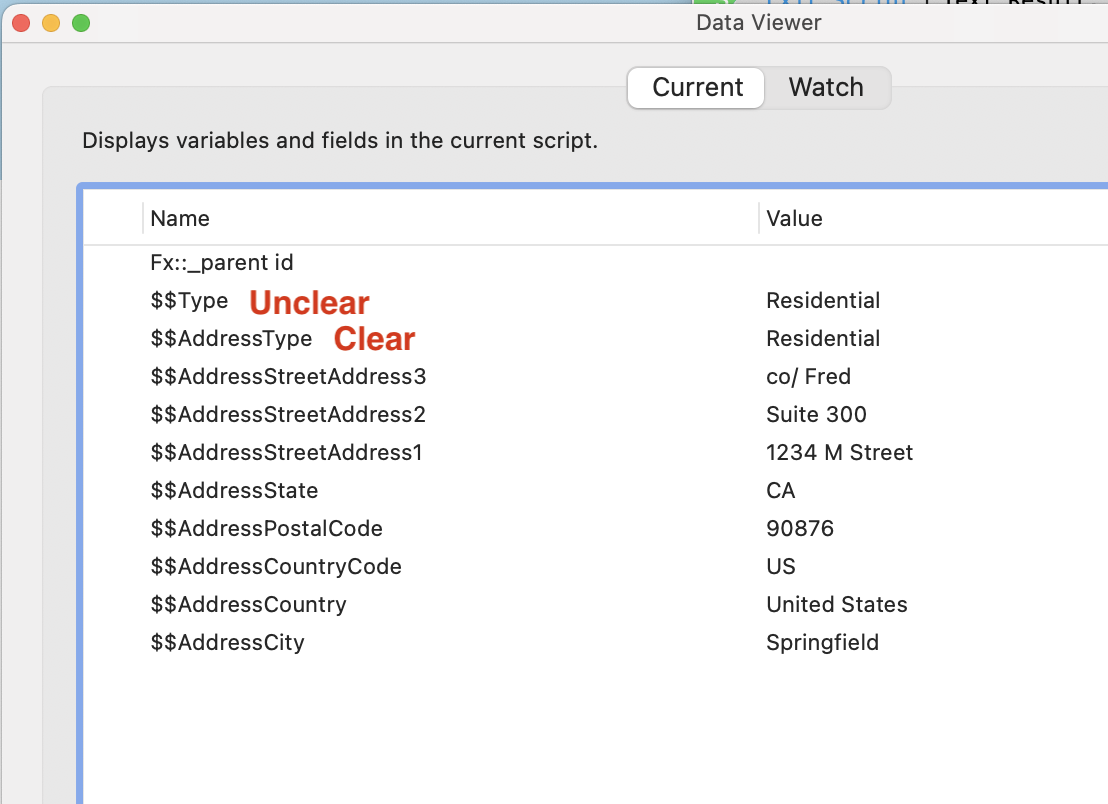 Data Viewer
Current Watch
Displays variables and fields in the current script.
Name Value
Fx::_parent id
$$Type Unclear Residential
$$AddressType Clear Residential
$$AddressStreetAddress3 co/ Fred
$$AddressStreetAddress2 Suite 300
$$AddressStreetAddress1 1234 M Street
$$AddressState CA
$$AddressPostalCode 90876
$$AddressCountryCode US
$$AddressCountry United States
$$AddressCity Springfield